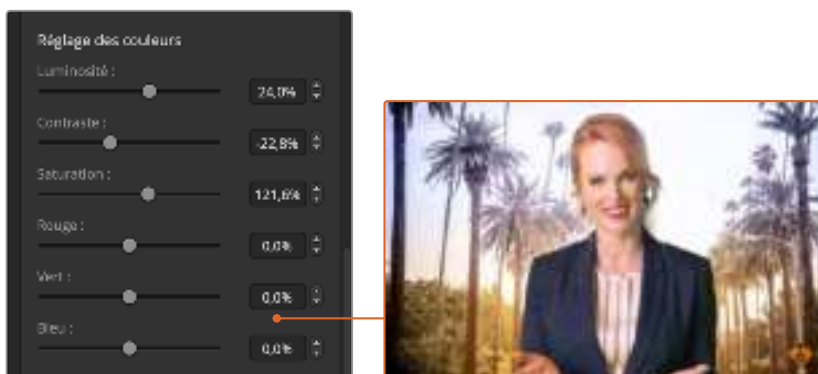 Réglage des couleurs
Luminosité :
24,0%
Contraste :
-22,8%
Saturation :
121,6%
Rouge :
0,0%
Vert :
0,0%
Bleu :
0,0%